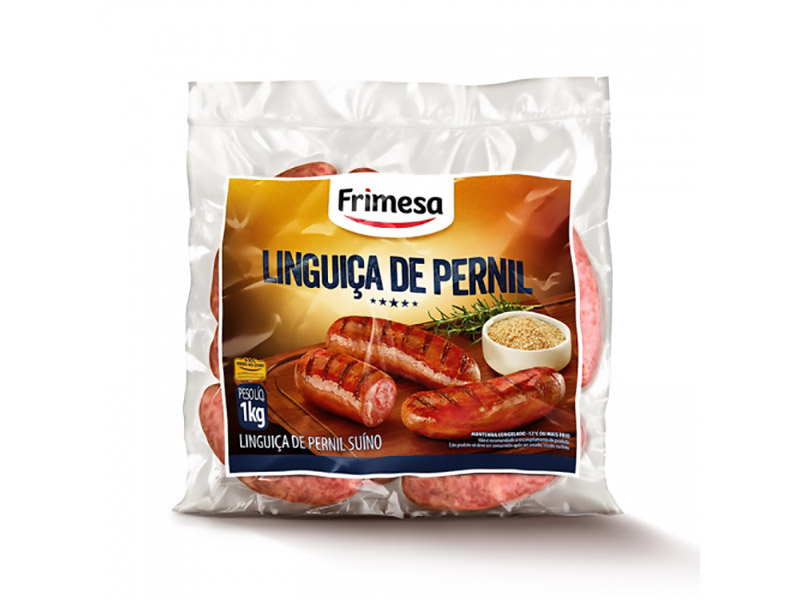 Frimesa
LINGUIÇA DE PERNIL
PESO LÍQ.
1kg
LINGUIÇA DE PERNIL SUÍNO
MANTENHA CONGELADO -12°C OU MAIS FRIO